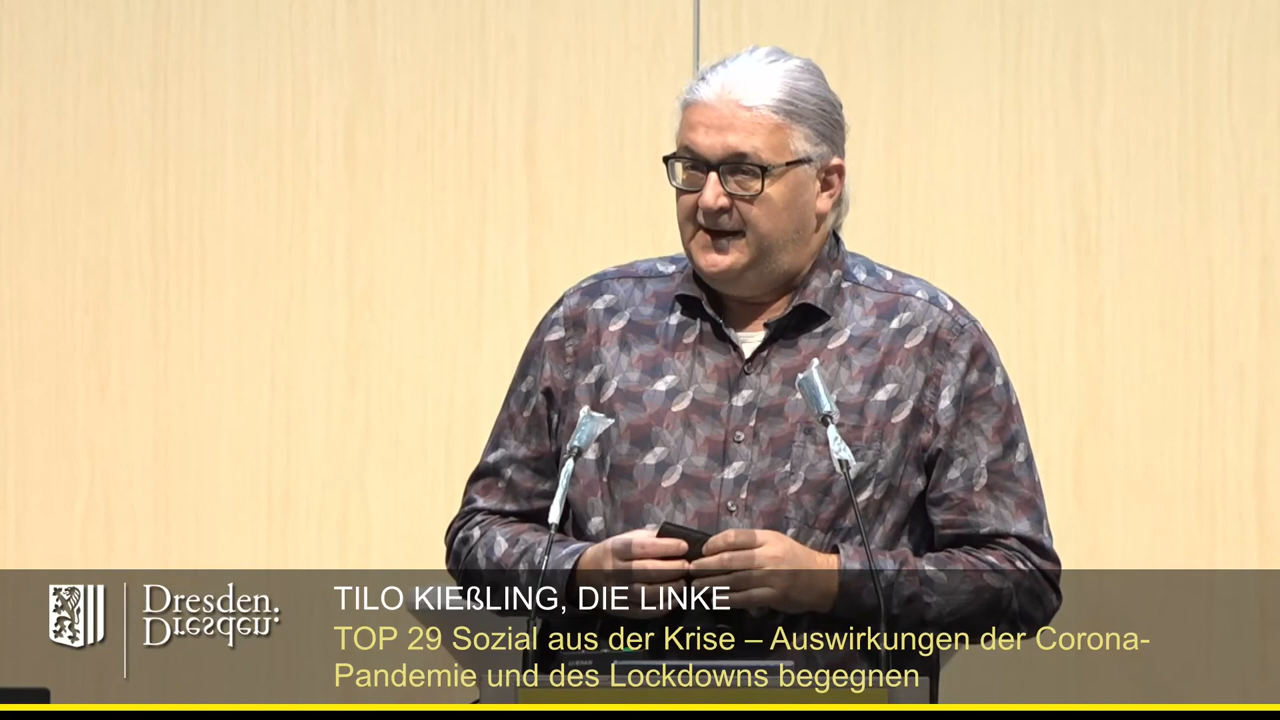 Dresden.
Dresden.
TILO KIEßLING, DIE LINKE
TOP 29 Sozial aus der Krise – Auswirkungen der Corona-
Pandemie und des Lockdowns begegnen